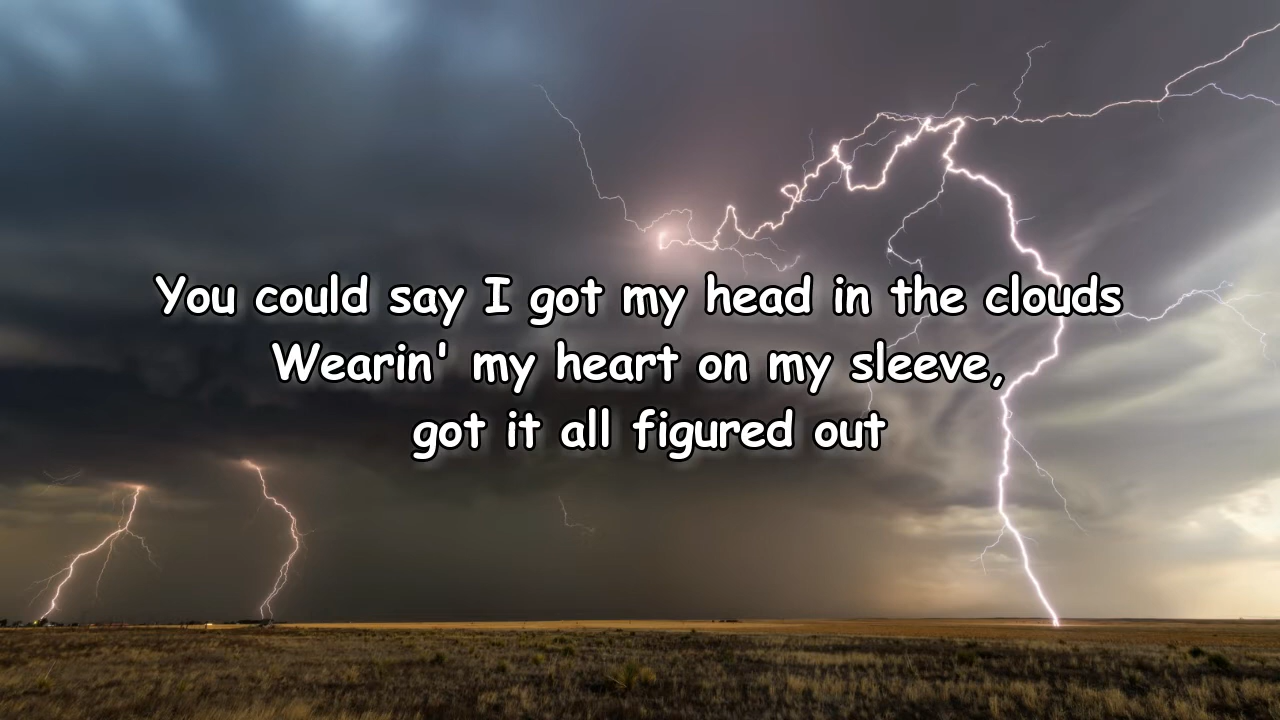 You could say I got my head in the clouds
Wearin' my heart on my sleeve,
got it all figured out